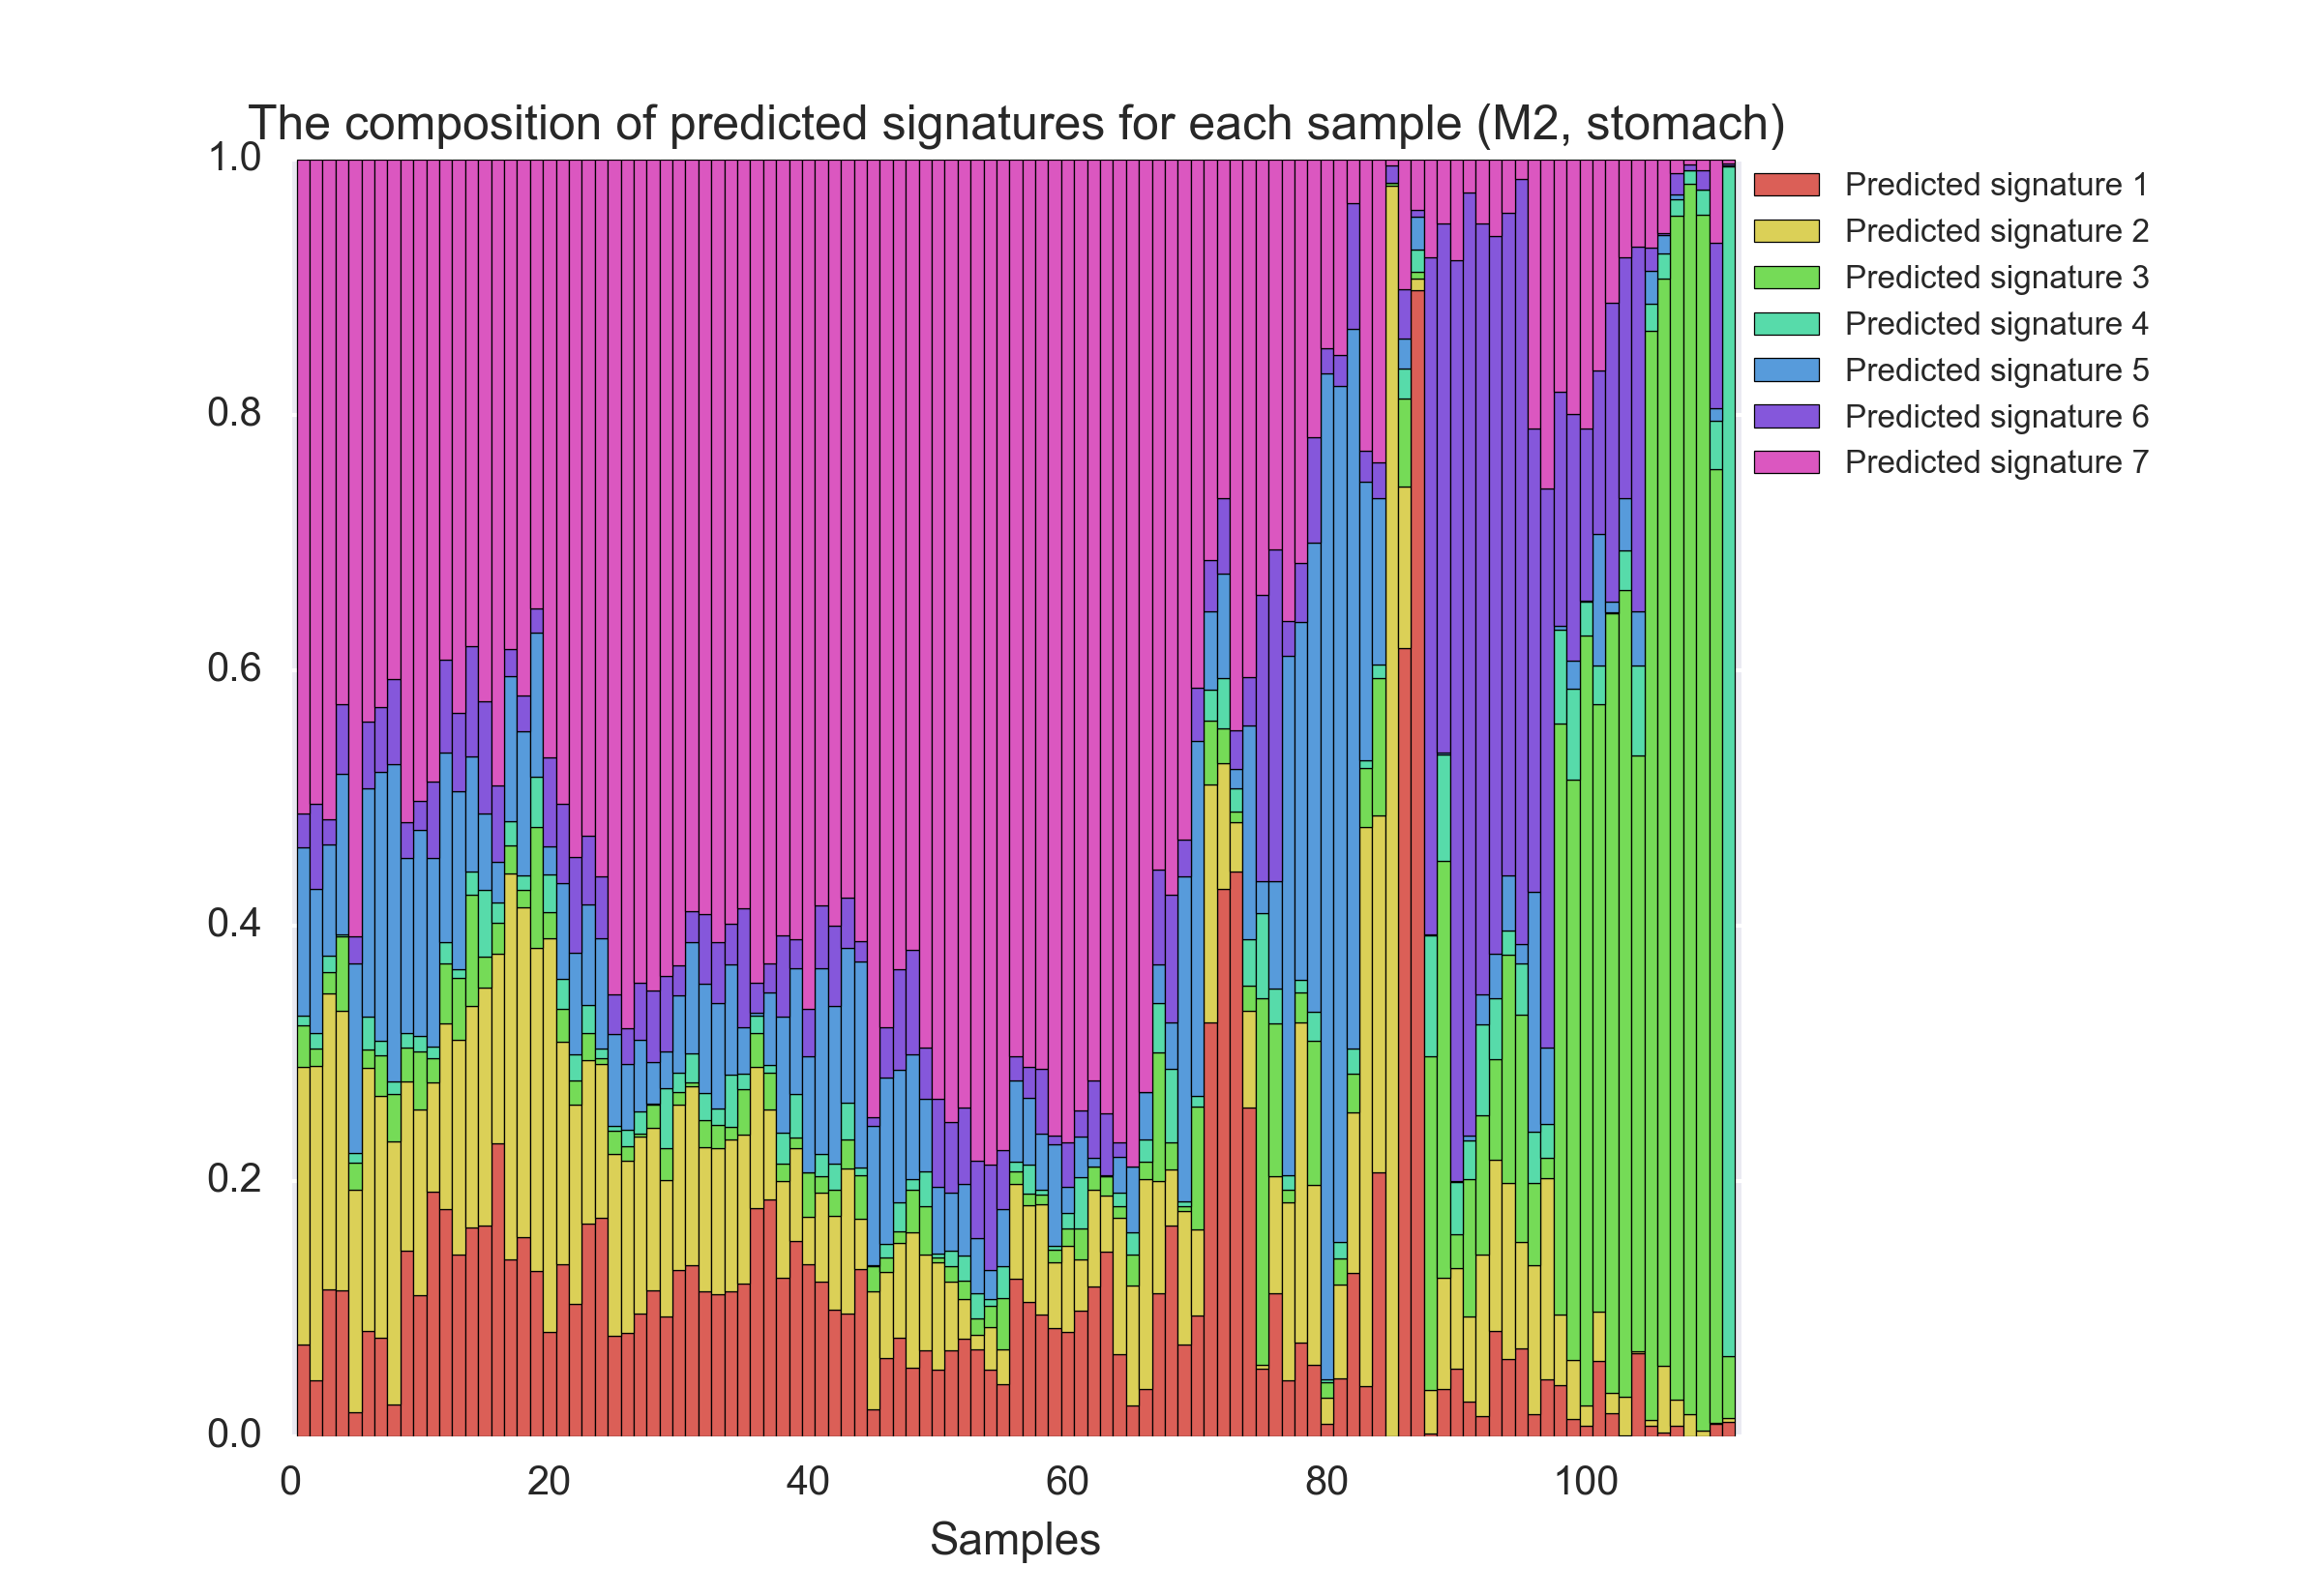 The composition of predicted signatures for each sample (M2, stomach)
1.0
0.8
0.6
0.4
0.2
0.0
0 20 40 60 80 100
Samples
Predicted signature 1
Predicted signature 2
Predicted signature 3
Predicted signature 4
Predicted signature 5
Predicted signature 6
Predicted signature 7